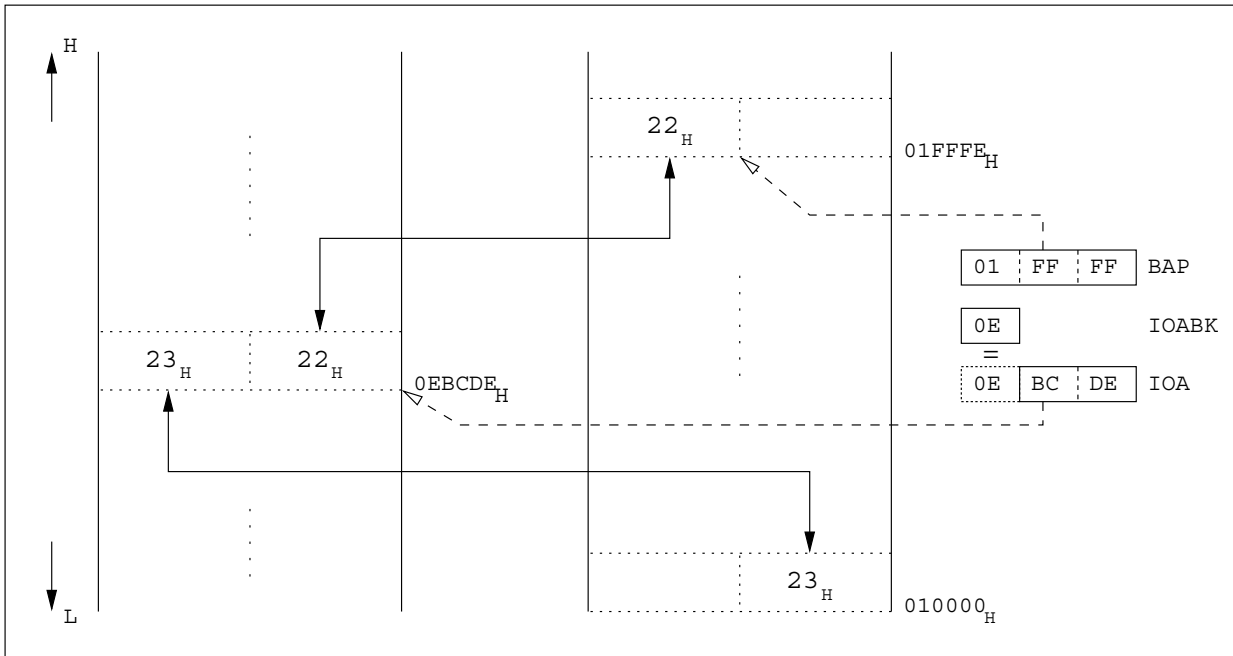 H
22H
01FFFEH
01 FF FF BAP
0E IOABK
=
23H 22H
0EBCDEH
0E BC DE IOA
23H
010000H
L